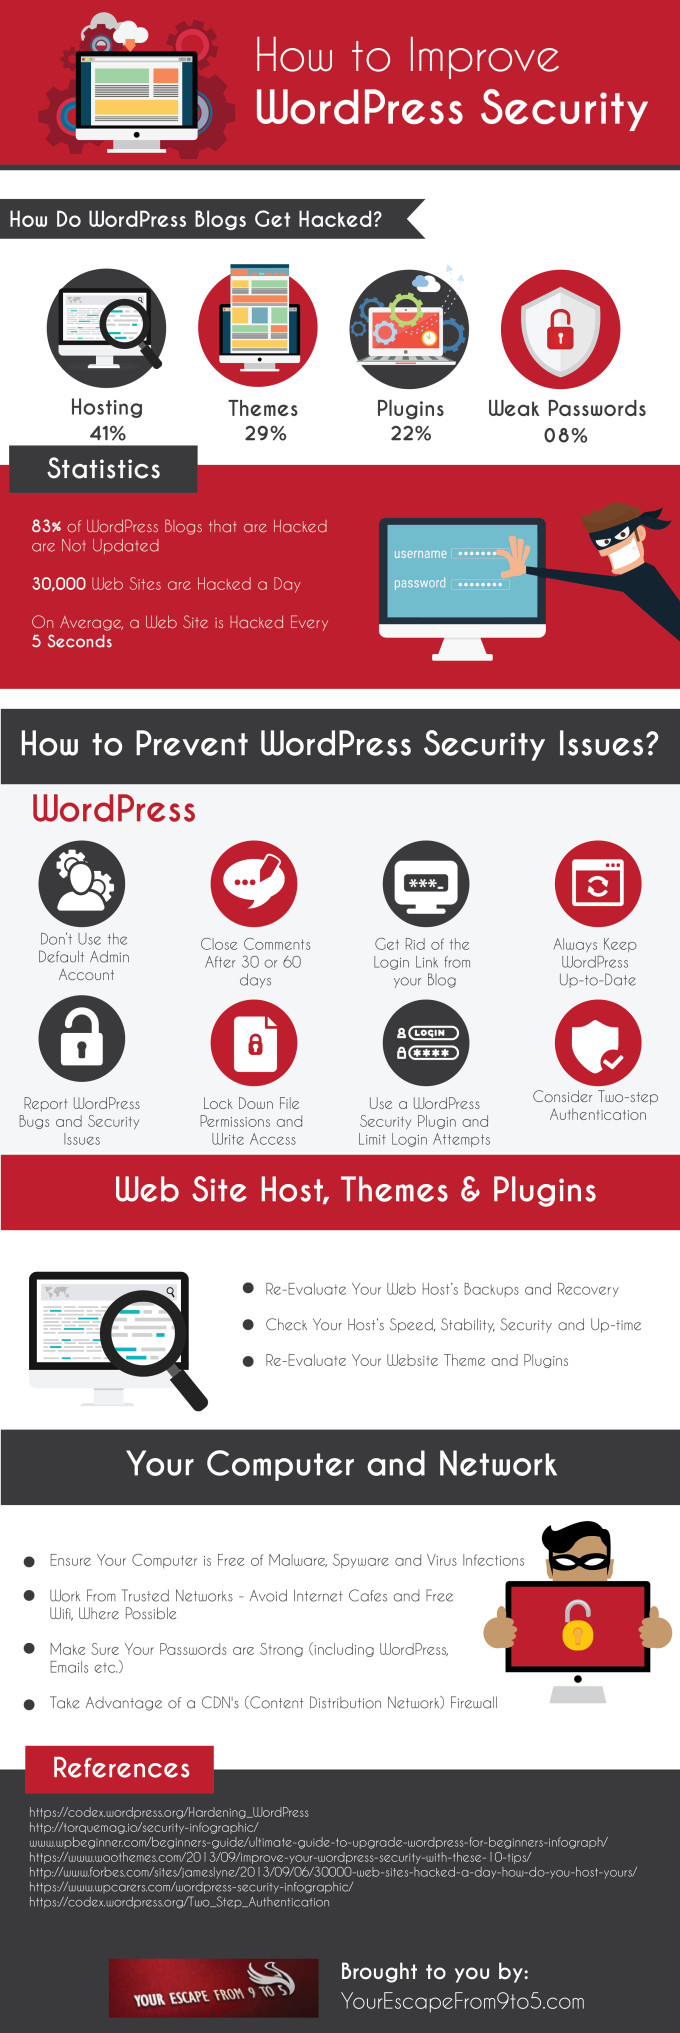 How to Improve
WordPress Security
How Do WordPress Blogs Get Hacked?
Hosting
41%
Themes
29%
Plugins
22%
Weak Passwords
08%
Statistics
83% of WordPress Blogs that are Hacked
are Not Updated
30,000 Web Sites are Hacked a Day
On Average, a Web Site is Hacked Every
5 Seconds
username ********
password ********
How to Prevent WordPress Security Issues?
WordPress
***_
Don't Use the
Default Admin
Account
Close Comments
After 30 or 60
days
Get Rid of the
Login Link from
your Blog
Always Keep
WordPress
Up-to-Date
LOGIN
****
Report WordPress
Bugs and Security
Issues
Lock Down File
Permissions and
Write Access
Use a WordPress
Security Plugin and
Limit Login Attempts
Consider Two-step
Authentication
Web Site Host, Themes & Plugins
Re-Evaluate Your Web Host's Backups and Recovery
Check Your Host's Speed, Stability, Security and Up-time
Re-Evaluate Your Website Theme and Plugins
Your Computer and Network
Ensure Your Computer is Free of Malware, Spyware and Virus Infections
Work From Trusted Networks - Avoid Internet Cafes and Free
Wifi, Where Possible
Make Sure Your Passwords are Strong (including WordPress,
Emails etc.)
Take Advantage of a CDN's (Content Distribution Network) Firewall
References
https://codex.wordpress.org/Hardening_WordPress
http://torquemag.io/security-infographic/
www.wpbeginner.com/beginners-guide/ultimate-guide-to-upgrade-wordpress-for-beginners-infograph/
https://www.woothemes.com/2013/09/improve-your-wordpress-security-with-these-10-tips/
http://www.forbes.com/sites/jameslyne/2013/09/06/30000-web-sites-hacked-a-day-how-do-you-host-yours/
https://www.wpcarers.com/wordpress-security-infographic/
https://codex.wordpress.org/Two_Step_Authentication
YOUR ESCAPE FROM 9 TO 5
Brought to you by:
YourEscapeFrom9to5.com